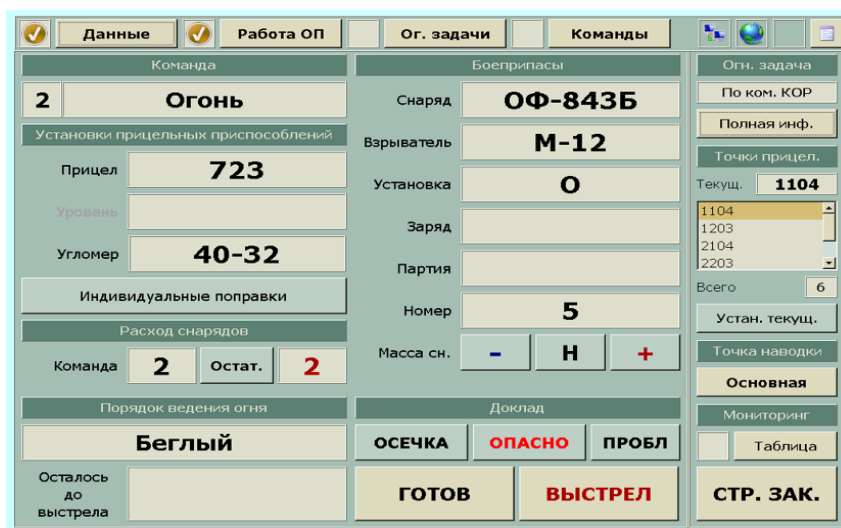 Данные
Работа ОП
Ог. задачи
Команды
Команда
2 Огонь
Установки прицельных приспособлений
Прицел 723
Уровень
Угломер 40-32
Индивидуальные поправки
Расход снарядов
Команда 2 Остат. 2
Порядок ведения огня
Беглый
Осталось
до
выстрела
Боеприпасы
Снаряд ОФ-843Б
Взрыватель М-12
Установка О
Заряд
Партия
Номер 5
Масса сн. - Н +
Доклад
ОСЕЧКА ОПАСНО ПРОБЛ
ГОТОВ ВЫСТРЕЛ
Огн. задача
По ком. КОР
Полная инф.
Точки прицел.
Текущ. 1104
1104
1203
2104
2203
Всего 6
Устан. текущ.
Точка наводки
Основная
Мониторинг
Таблица
СТР. ЗАК.